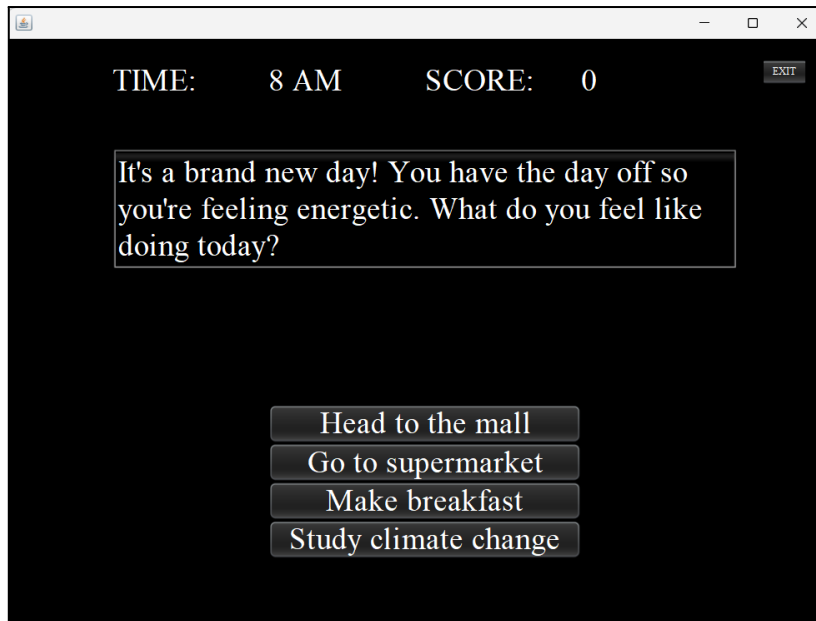 TIME: 8 AM SCORE: 0
EXIT
It's a brand new day! You have the day off so
you're feeling energetic. What do you feel like
doing today?
Head to the mall
Go to supermarket
Make breakfast
Study climate change